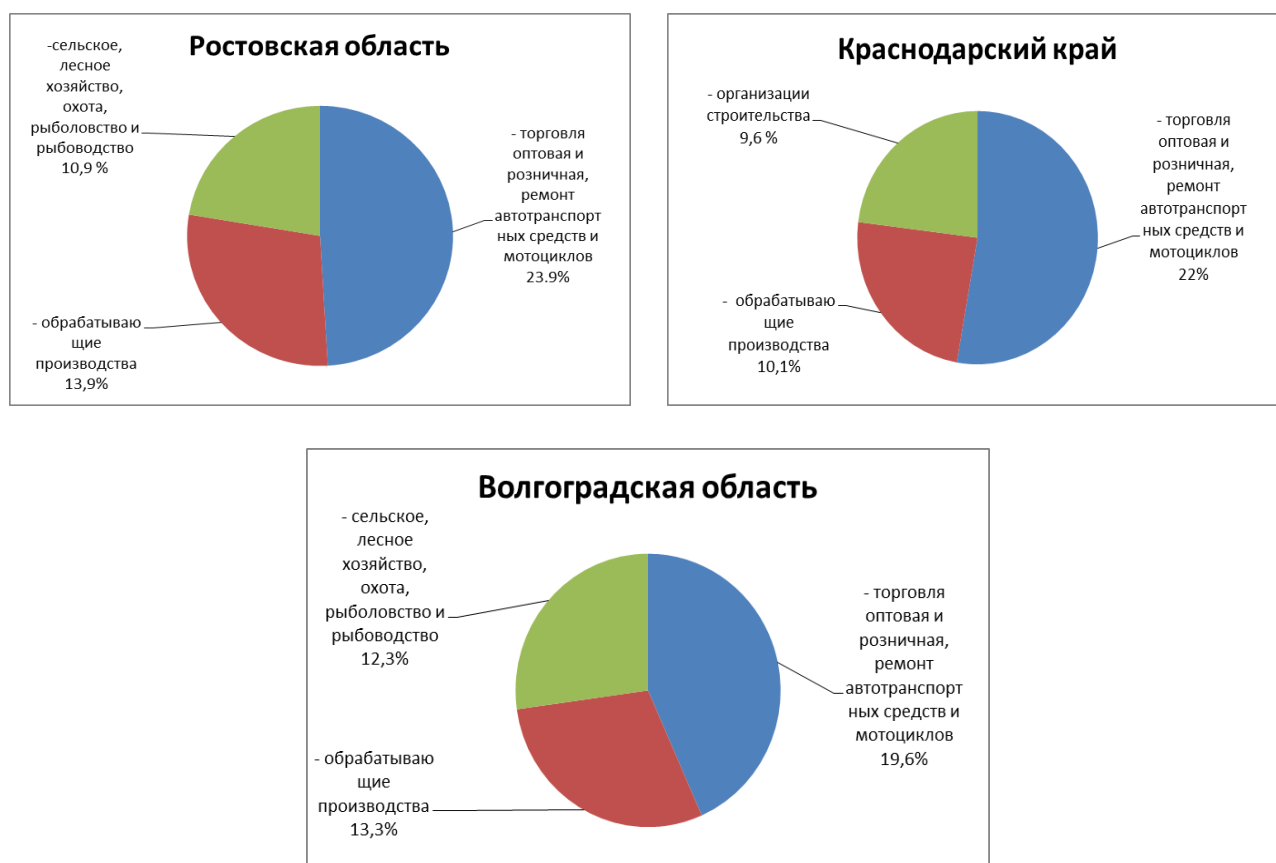 Ростовская область
-сельское,
лесное
хозяйство,
охота,
рыболовство и
рыбоводство
10,9 %
- торговля
оптовая и
розничная,
ремонт
автотранспорт
ных средств и
мотоциклов
23.9%
- обрабатываю
щие
производства
13,9%
Краснодарский край
- организации
строительства
9,6 %
- торговля
оптовая и
розничная,
ремонт
автотранспорт
ных средств и
мотоциклов
22%
- обрабатываю
щие
производства
10,1%
Волгоградская область
- сельское,
лесное
хозяйство,
охота,
рыболовство и
рыбоводство
12,3%
- торговля
оптовая и
розничная,
ремонт
автотранспорт
ных средств и
мотоциклов
19,6%
- обрабатываю
щие
производства
13,3%